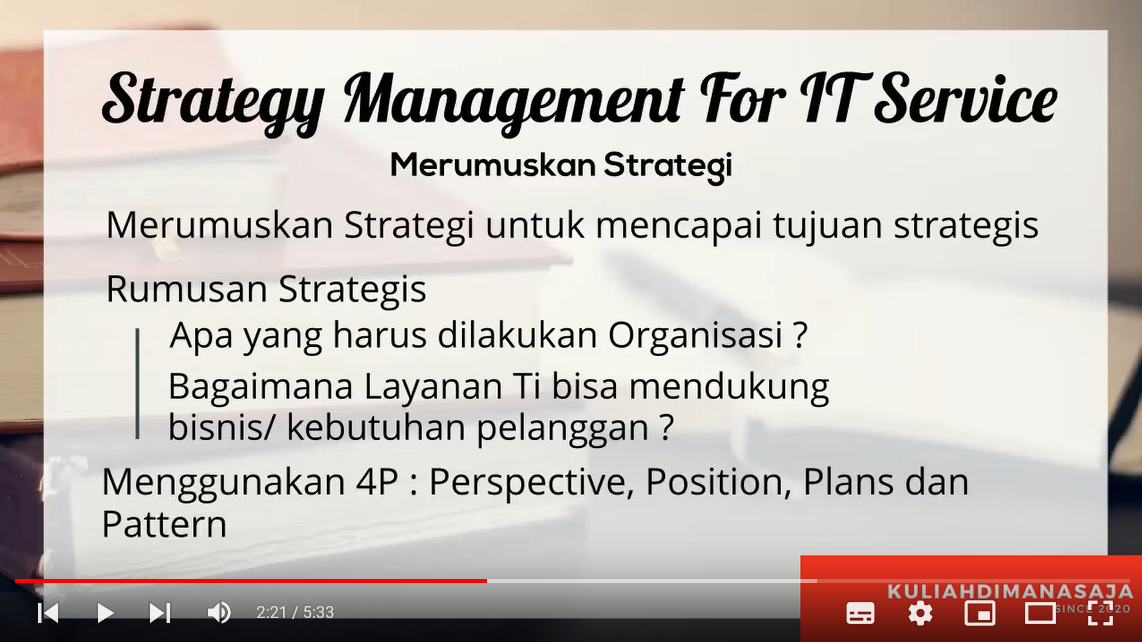 Strategy Management For IT Service
Merumuskan Strategi
Merumuskan Strategi untuk mencapai tujuan strategis
Rumusan Strategis
Apa yang harus dilakukan Organisasi ?
Bagaimana Layanan Ti bisa mendukung
bisnis/ kebutuhan pelanggan ?
Menggunakan 4P : Perspective, Position, Plans dan
Pattern
KULIAHDIMANASAJA
SINCE 2020
2:21 / 5:33